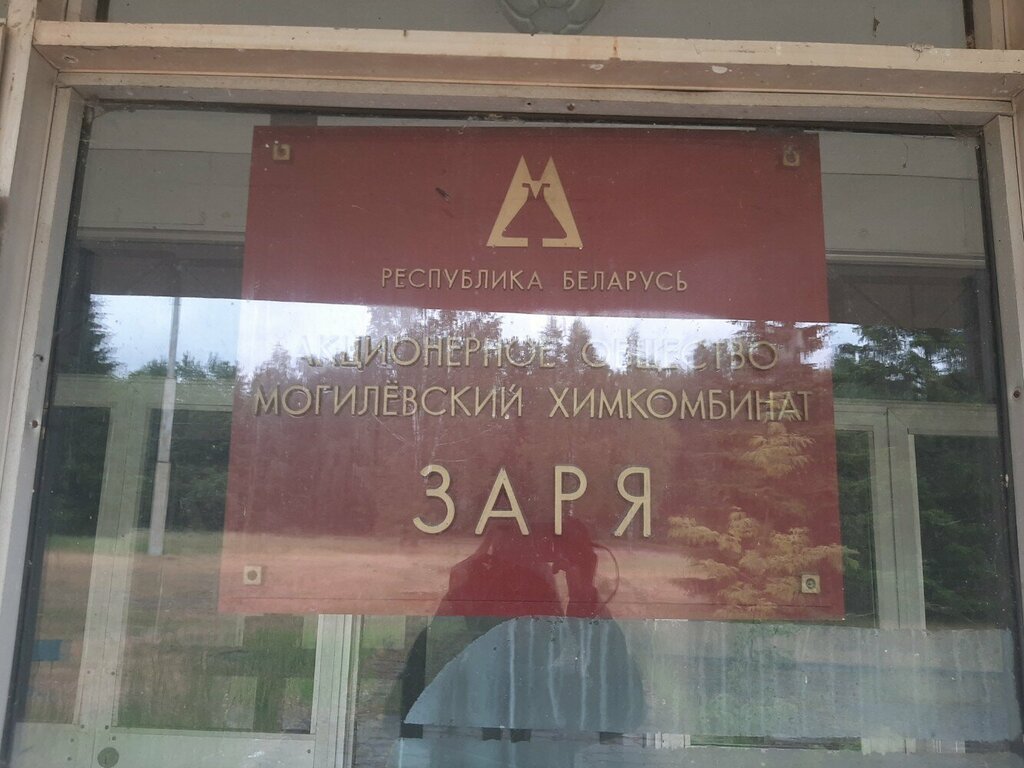 РЕСПУБЛИКА БЕЛАРУСЬ
АКЦИОНЕРНОЕ ОБЩЕСТВО
МОГИЛЁВСКИЙ ХИМКОМБИНАТ
ЗАРЯ